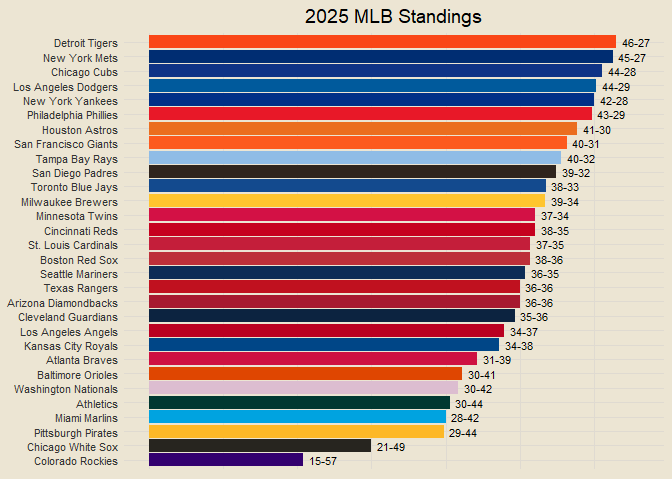 2025 MLB Standings
Detroit Tigers 46-27
New York Mets 45-27
Chicago Cubs 44-28
Los Angeles Dodgers 44-29
New York Yankees 42-28
Philadelphia Phillies 43-29
Houston Astros 41-30
San Francisco Giants 40-31
Tampa Bay Rays 40-32
San Diego Padres 39-32
Toronto Blue Jays 38-33
Milwaukee Brewers 39-34
Minnesota Twins 37-34
Cincinnati Reds 38-35
St. Louis Cardinals 37-35
Boston Red Sox 38-36
Seattle Mariners 36-35
Texas Rangers 36-36
Arizona Diamondbacks 36-36
Cleveland Guardians 35-36
Los Angeles Angels 34-37
Kansas City Royals 34-38
Atlanta Braves 31-39
Baltimore Orioles 30-41
Washington Nationals 30-42
Athletics 30-44
Miami Marlins 28-42
Pittsburgh Pirates 29-44
Chicago White Sox 21-49
Colorado Rockies 15-57